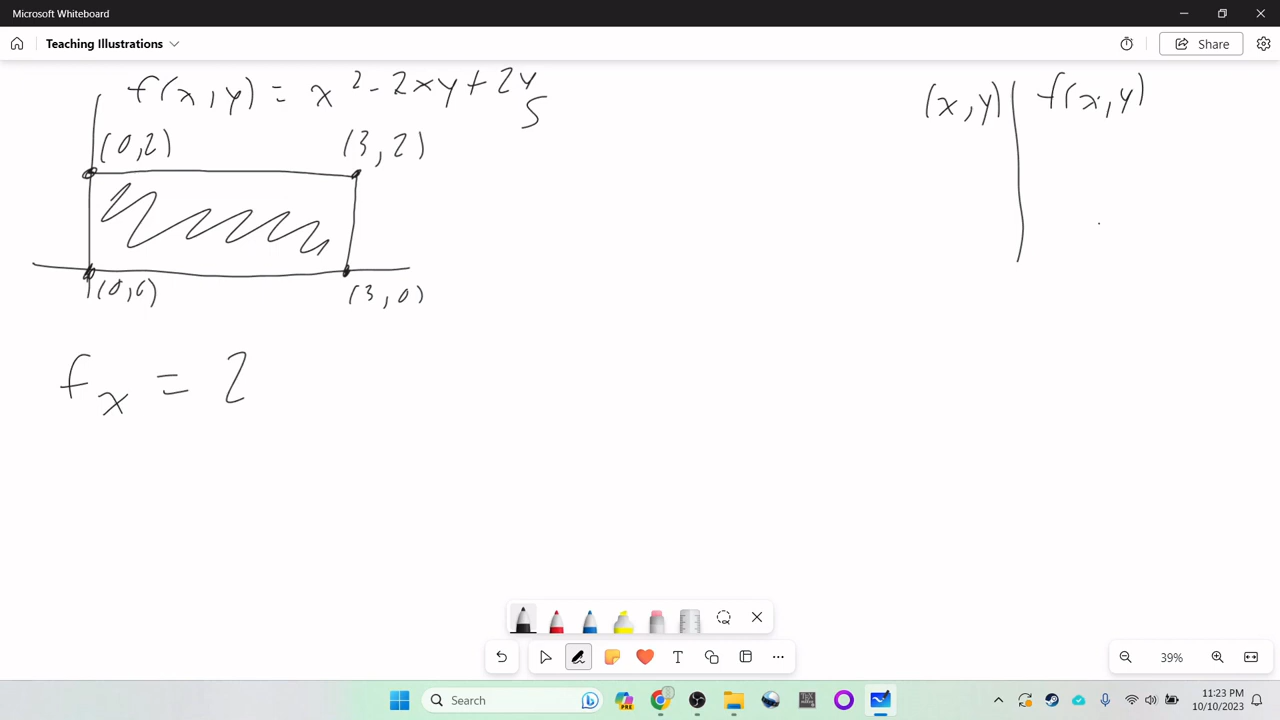 Microsoft Whiteboard
Teaching Illustrations
Share
f(x,y) = x² - 2xy + 2y
S
(x,y) | f(x,y)
(0,2)
(3,2)
(0,0)
(3,0)
fₓ = 2
39%
Search
PRE
11:23 PM
10/10/2023